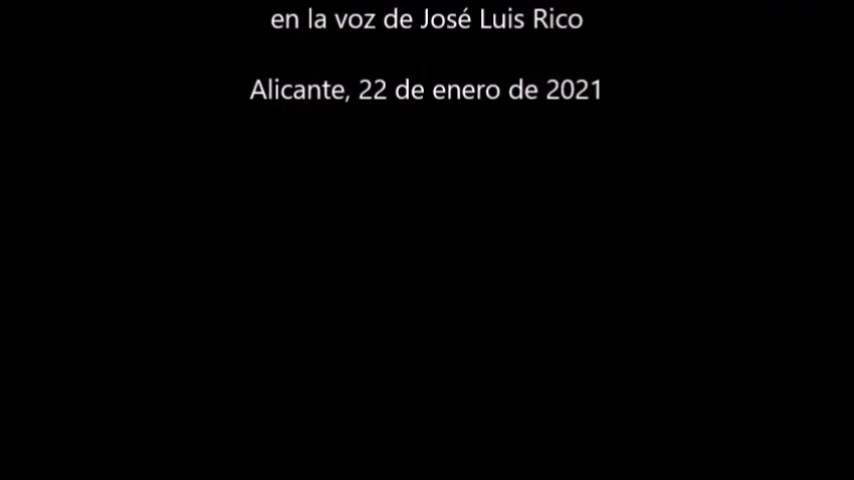 en la voz de José Luis Rico
Alicante, 22 de enero de 2021